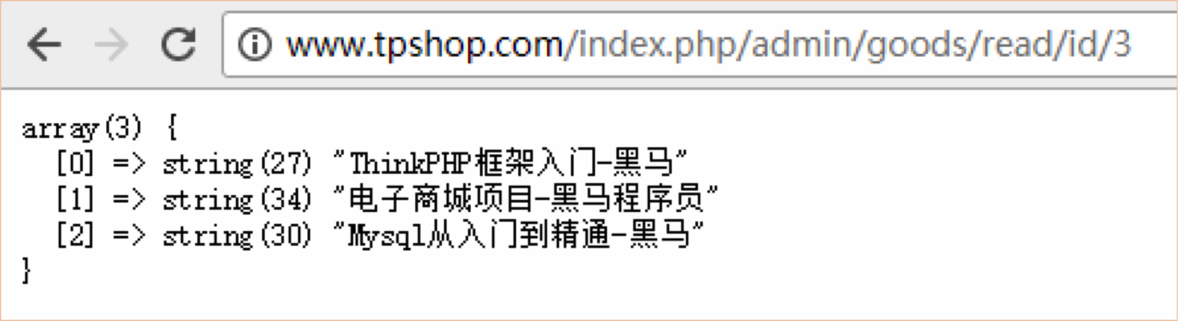 www.tpshop.com/index.php/admin/goods/read/id/3
array(3) {
[0] => string(27) "ThinkPHP框架入门-黑马"
[1] => string(34) "电子商城项目-黑马程序员"
[2] => string(30) "Mysql从入门到精通-黑马"
}